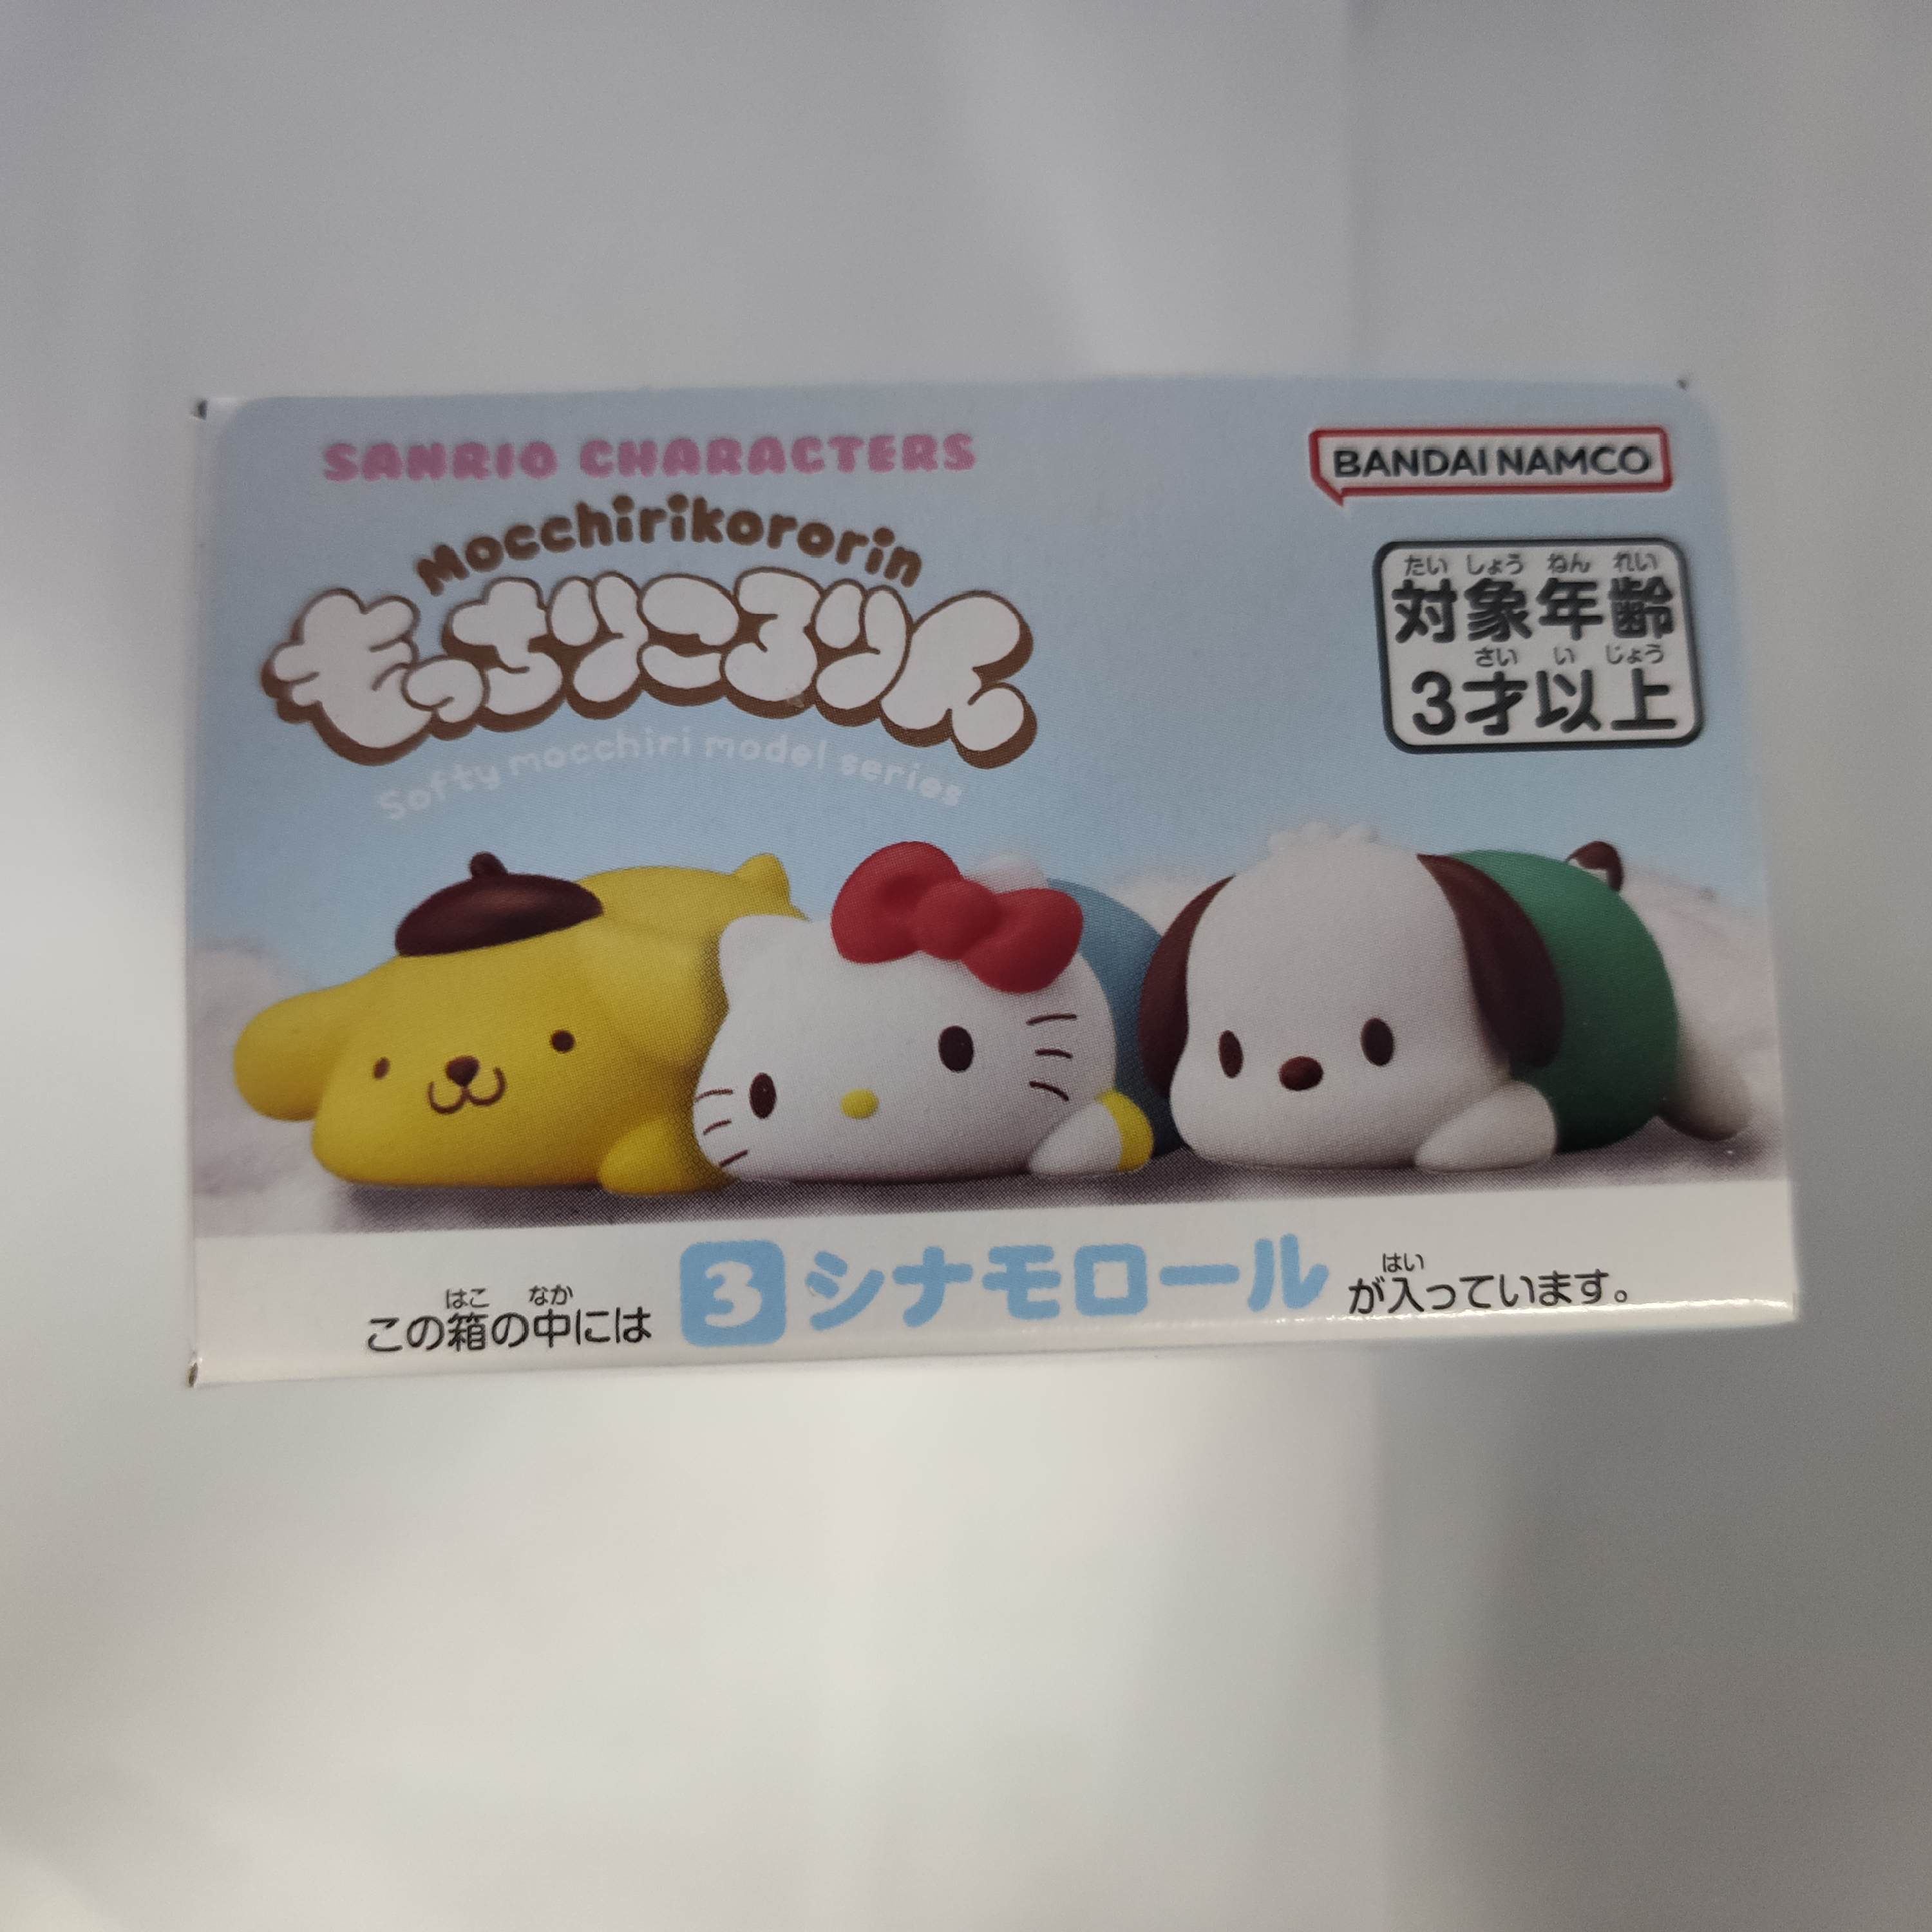 SANRIO CHARACTERS
BANDAI NAMCO
Mocchirikororin
もっちりころりん
Softy mocchiri model series
たいしょうねんれい
対象年齢
さいいじょう
3才以上
はこ なか はい
この箱の中には 3 シナモロール が入っています。